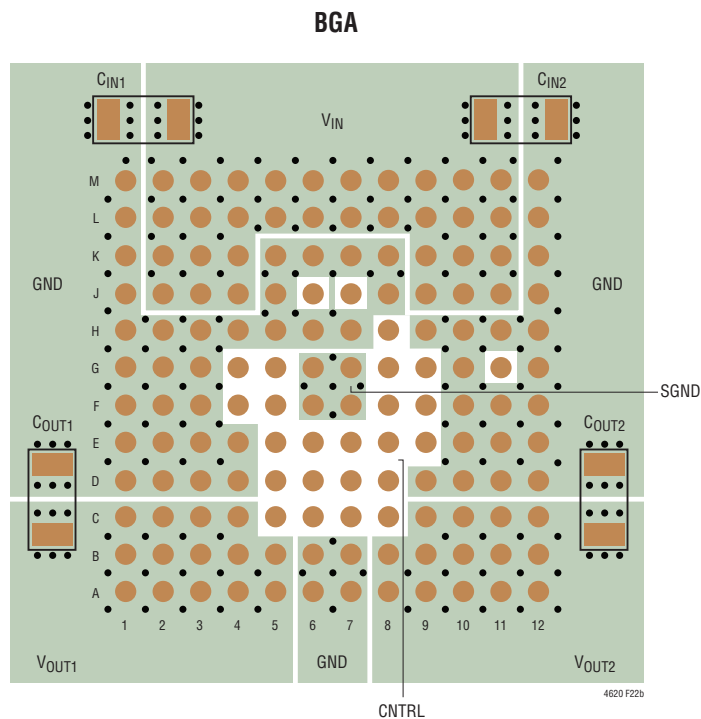 BGA
CIN1
CIN2
VIN
M
L
K
GND
J
GND
H
G
SGND
F
COUT1
COUT2
E
D
C
B
A
1 2 3 4 5 6 7 8 9 10 11 12
VOUT1
GND
VOUT2
4620 F22b
CNTRL